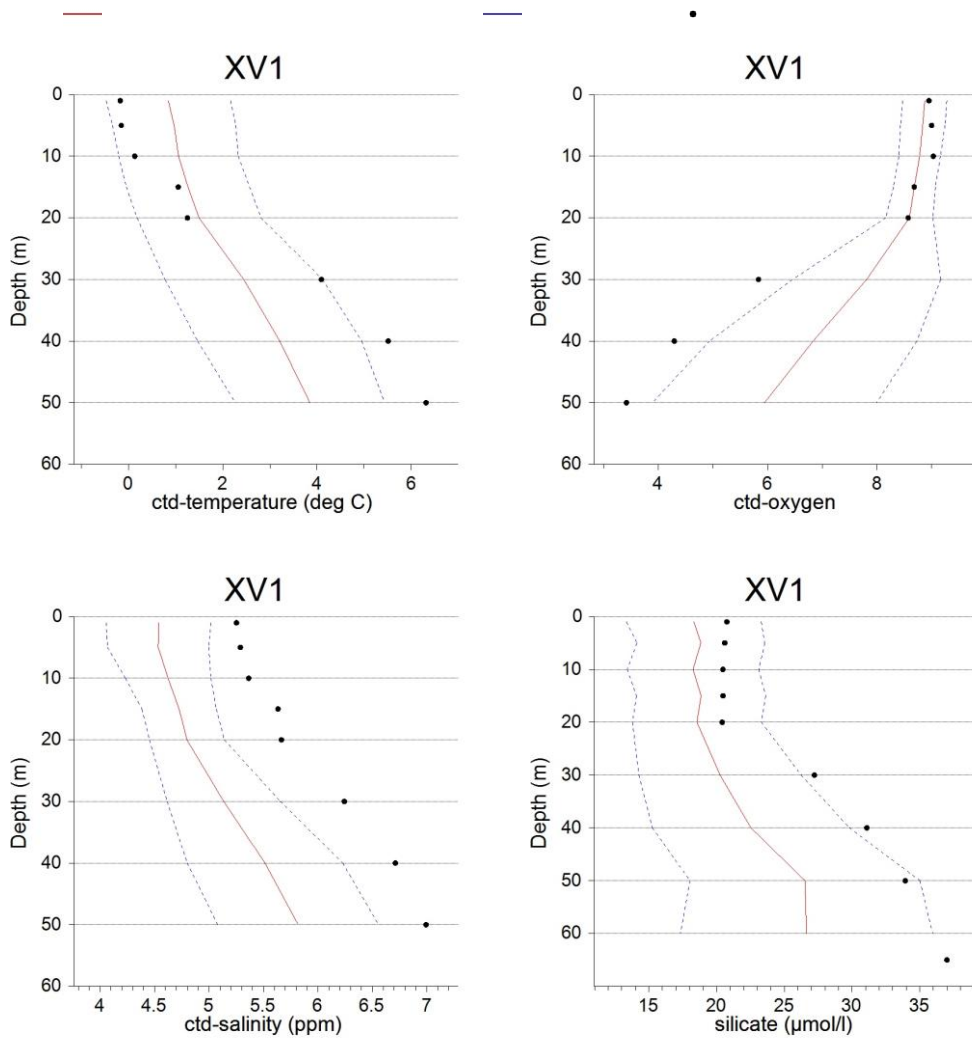 XV1
0
10
20
30
40
50
60
Depth (m)
0 2 4 6
ctd-temperature (deg C)
XV1
0
10
20
30
40
50
60
Depth (m)
4 6 8
ctd-oxygen
XV1
0
10
20
30
40
50
60
Depth (m)
4 4.5 5 5.5 6 6.5 7
ctd-salinity (ppm)
XV1
0
10
20
30
40
50
60
Depth (m)
15 20 25 30 35
silicate (μmol/l)